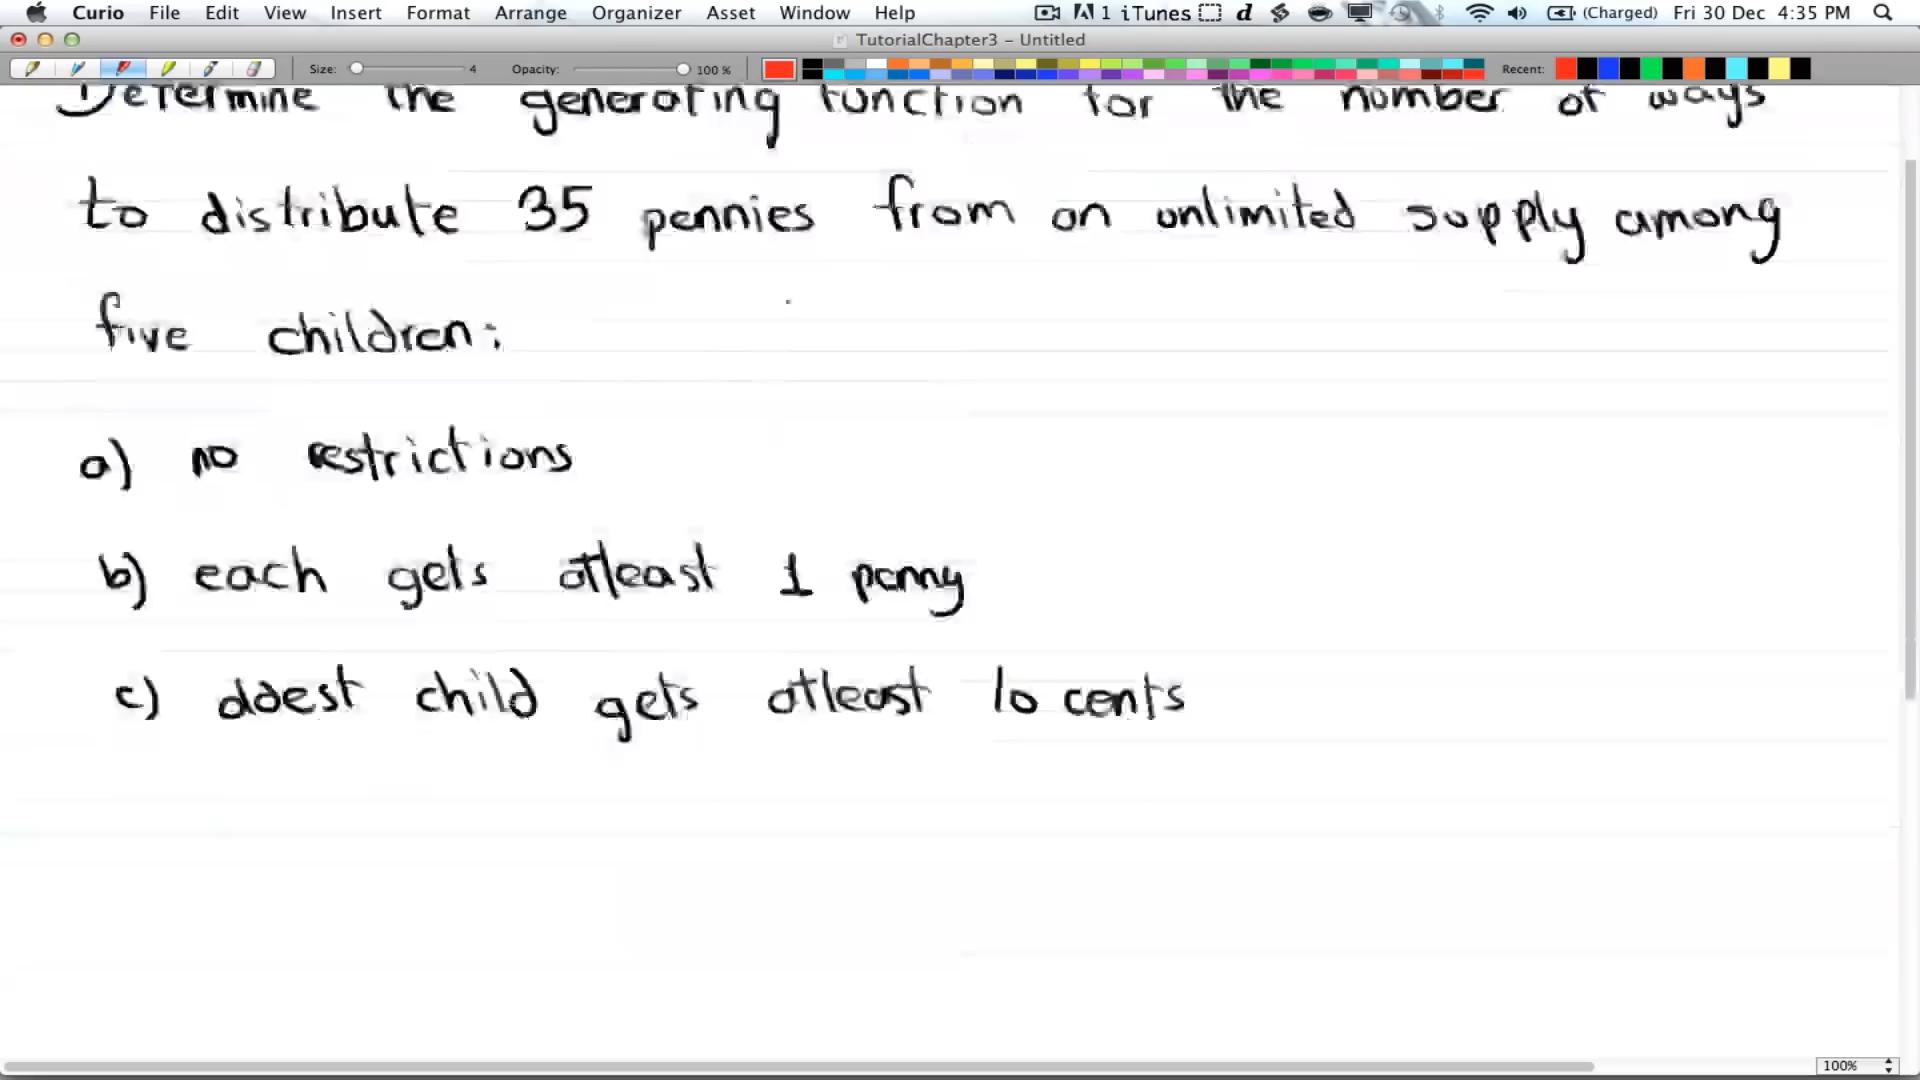 Curio File Edit View Insert Format Arrange Organizer Asset Window Help 1 iTunes d (Charged) Fri 30 Dec 4:35 PM
TutorialChapter3 – Untitled
Size: 4 Opacity: 100 % Recent:
Determine the generating function for the number of ways
to distribute 35 pennies from an unlimited supply among
five children:
a) no restrictions
b) each gets atleast 1 penny
c) oldest child gets atleast 10 cents
100%